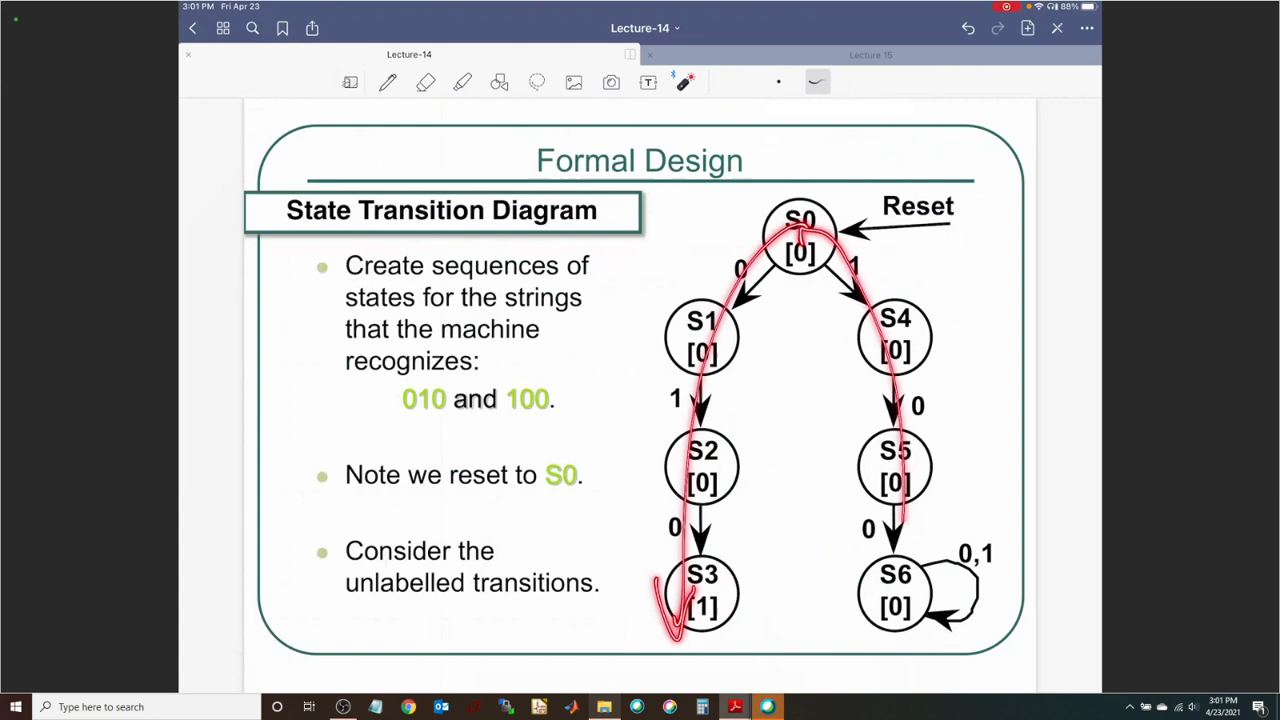 3:01 PM Fri Apr 23
88%
Lecture-14
Lecture-14
Lecture 15
T
Formal Design
State Transition Diagram
Create sequences of
states for the strings
that the machine
recognizes:
010 and 100.
Note we reset to S0.
Consider the
unlabelled transitions.
Reset
S0
[0]
0
1
S1
[0]
S4
[0]
1
0
S2
[0]
S5
[0]
0
0
S3
[1]
S6
[0]
0,1
Type here to search
3:01 PM
4/23/2021